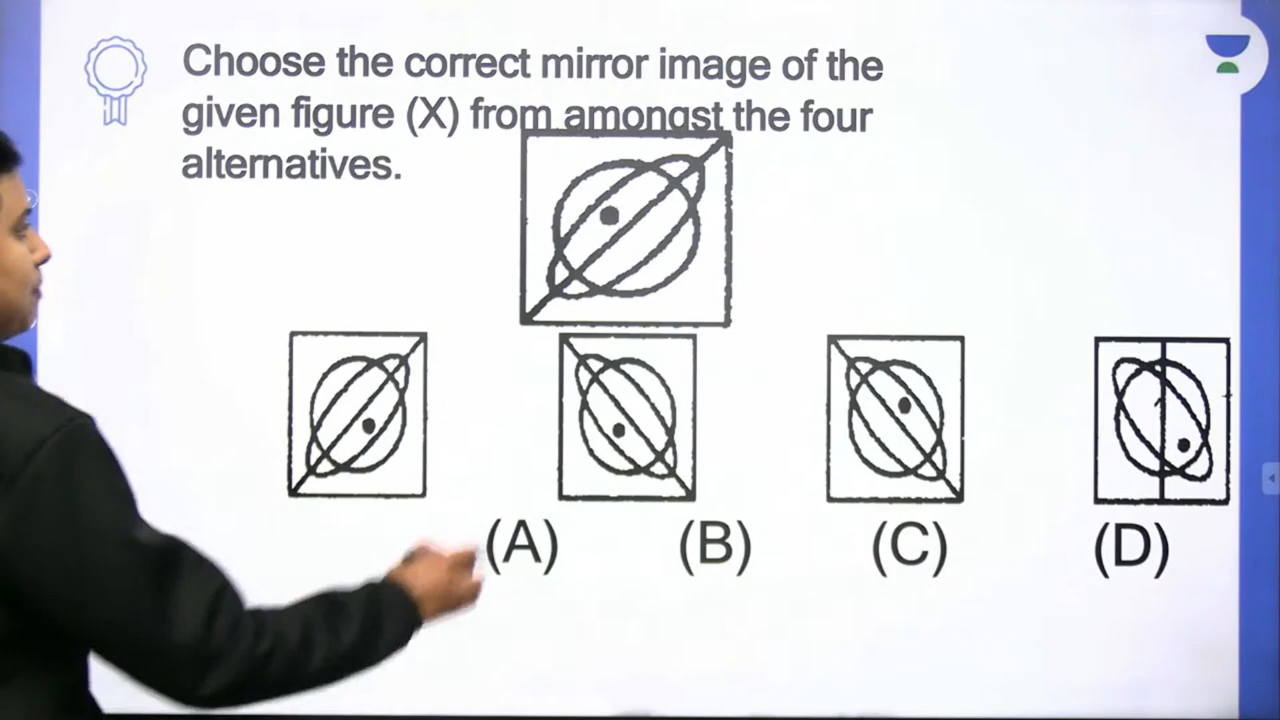 Choose the correct mirror image of the
given figure (X) from amongst the four
alternatives.
(A) (B) (C) (D)